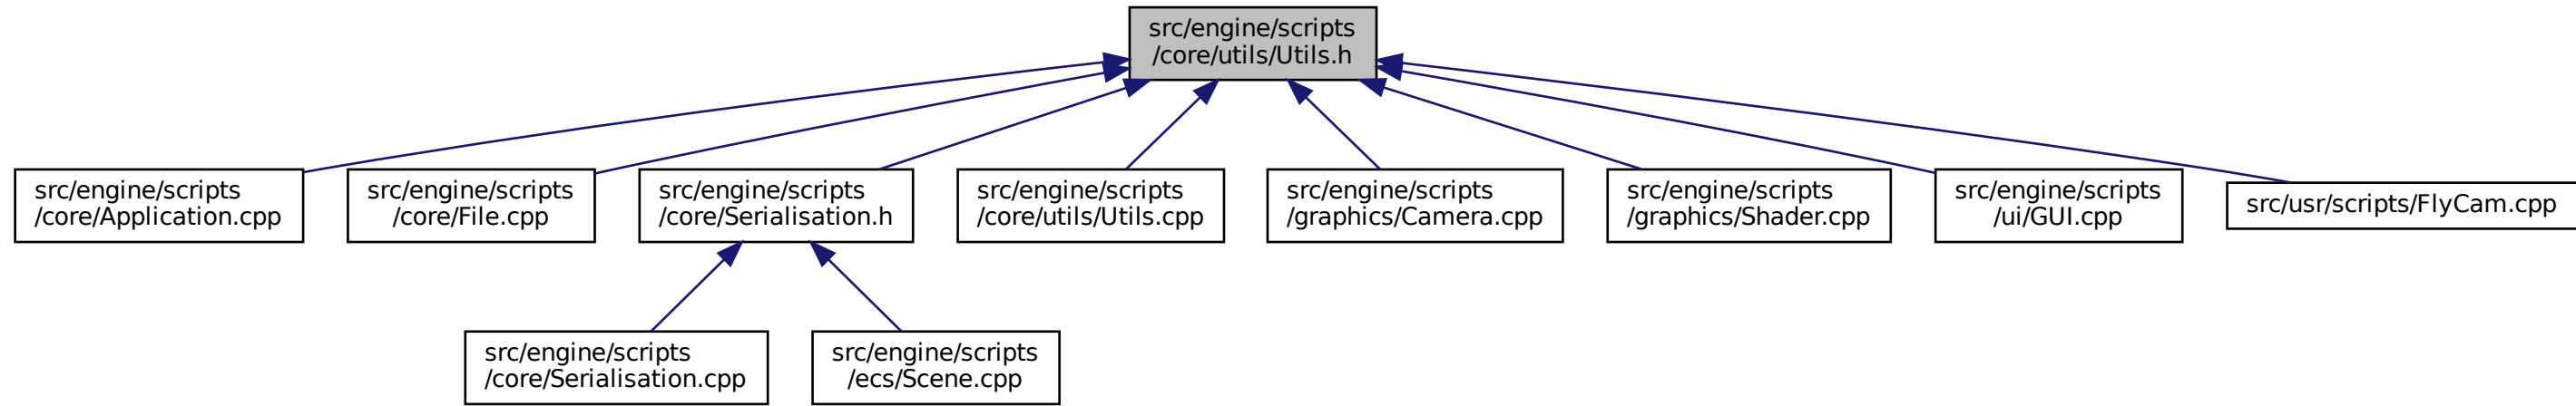 src/engine/scripts
/core/utils/Utils.h
src/engine/scripts
/core/Application.cpp
src/engine/scripts
/core/File.cpp
src/engine/scripts
/core/Serialisation.h
src/engine/scripts
/core/utils/Utils.cpp
src/engine/scripts
/graphics/Camera.cpp
src/engine/scripts
/graphics/Shader.cpp
src/engine/scripts
/ui/GUI.cpp
src/usr/scripts/FlyCam.cpp
src/engine/scripts
/core/Serialisation.cpp
src/engine/scripts
/ecs/Scene.cpp